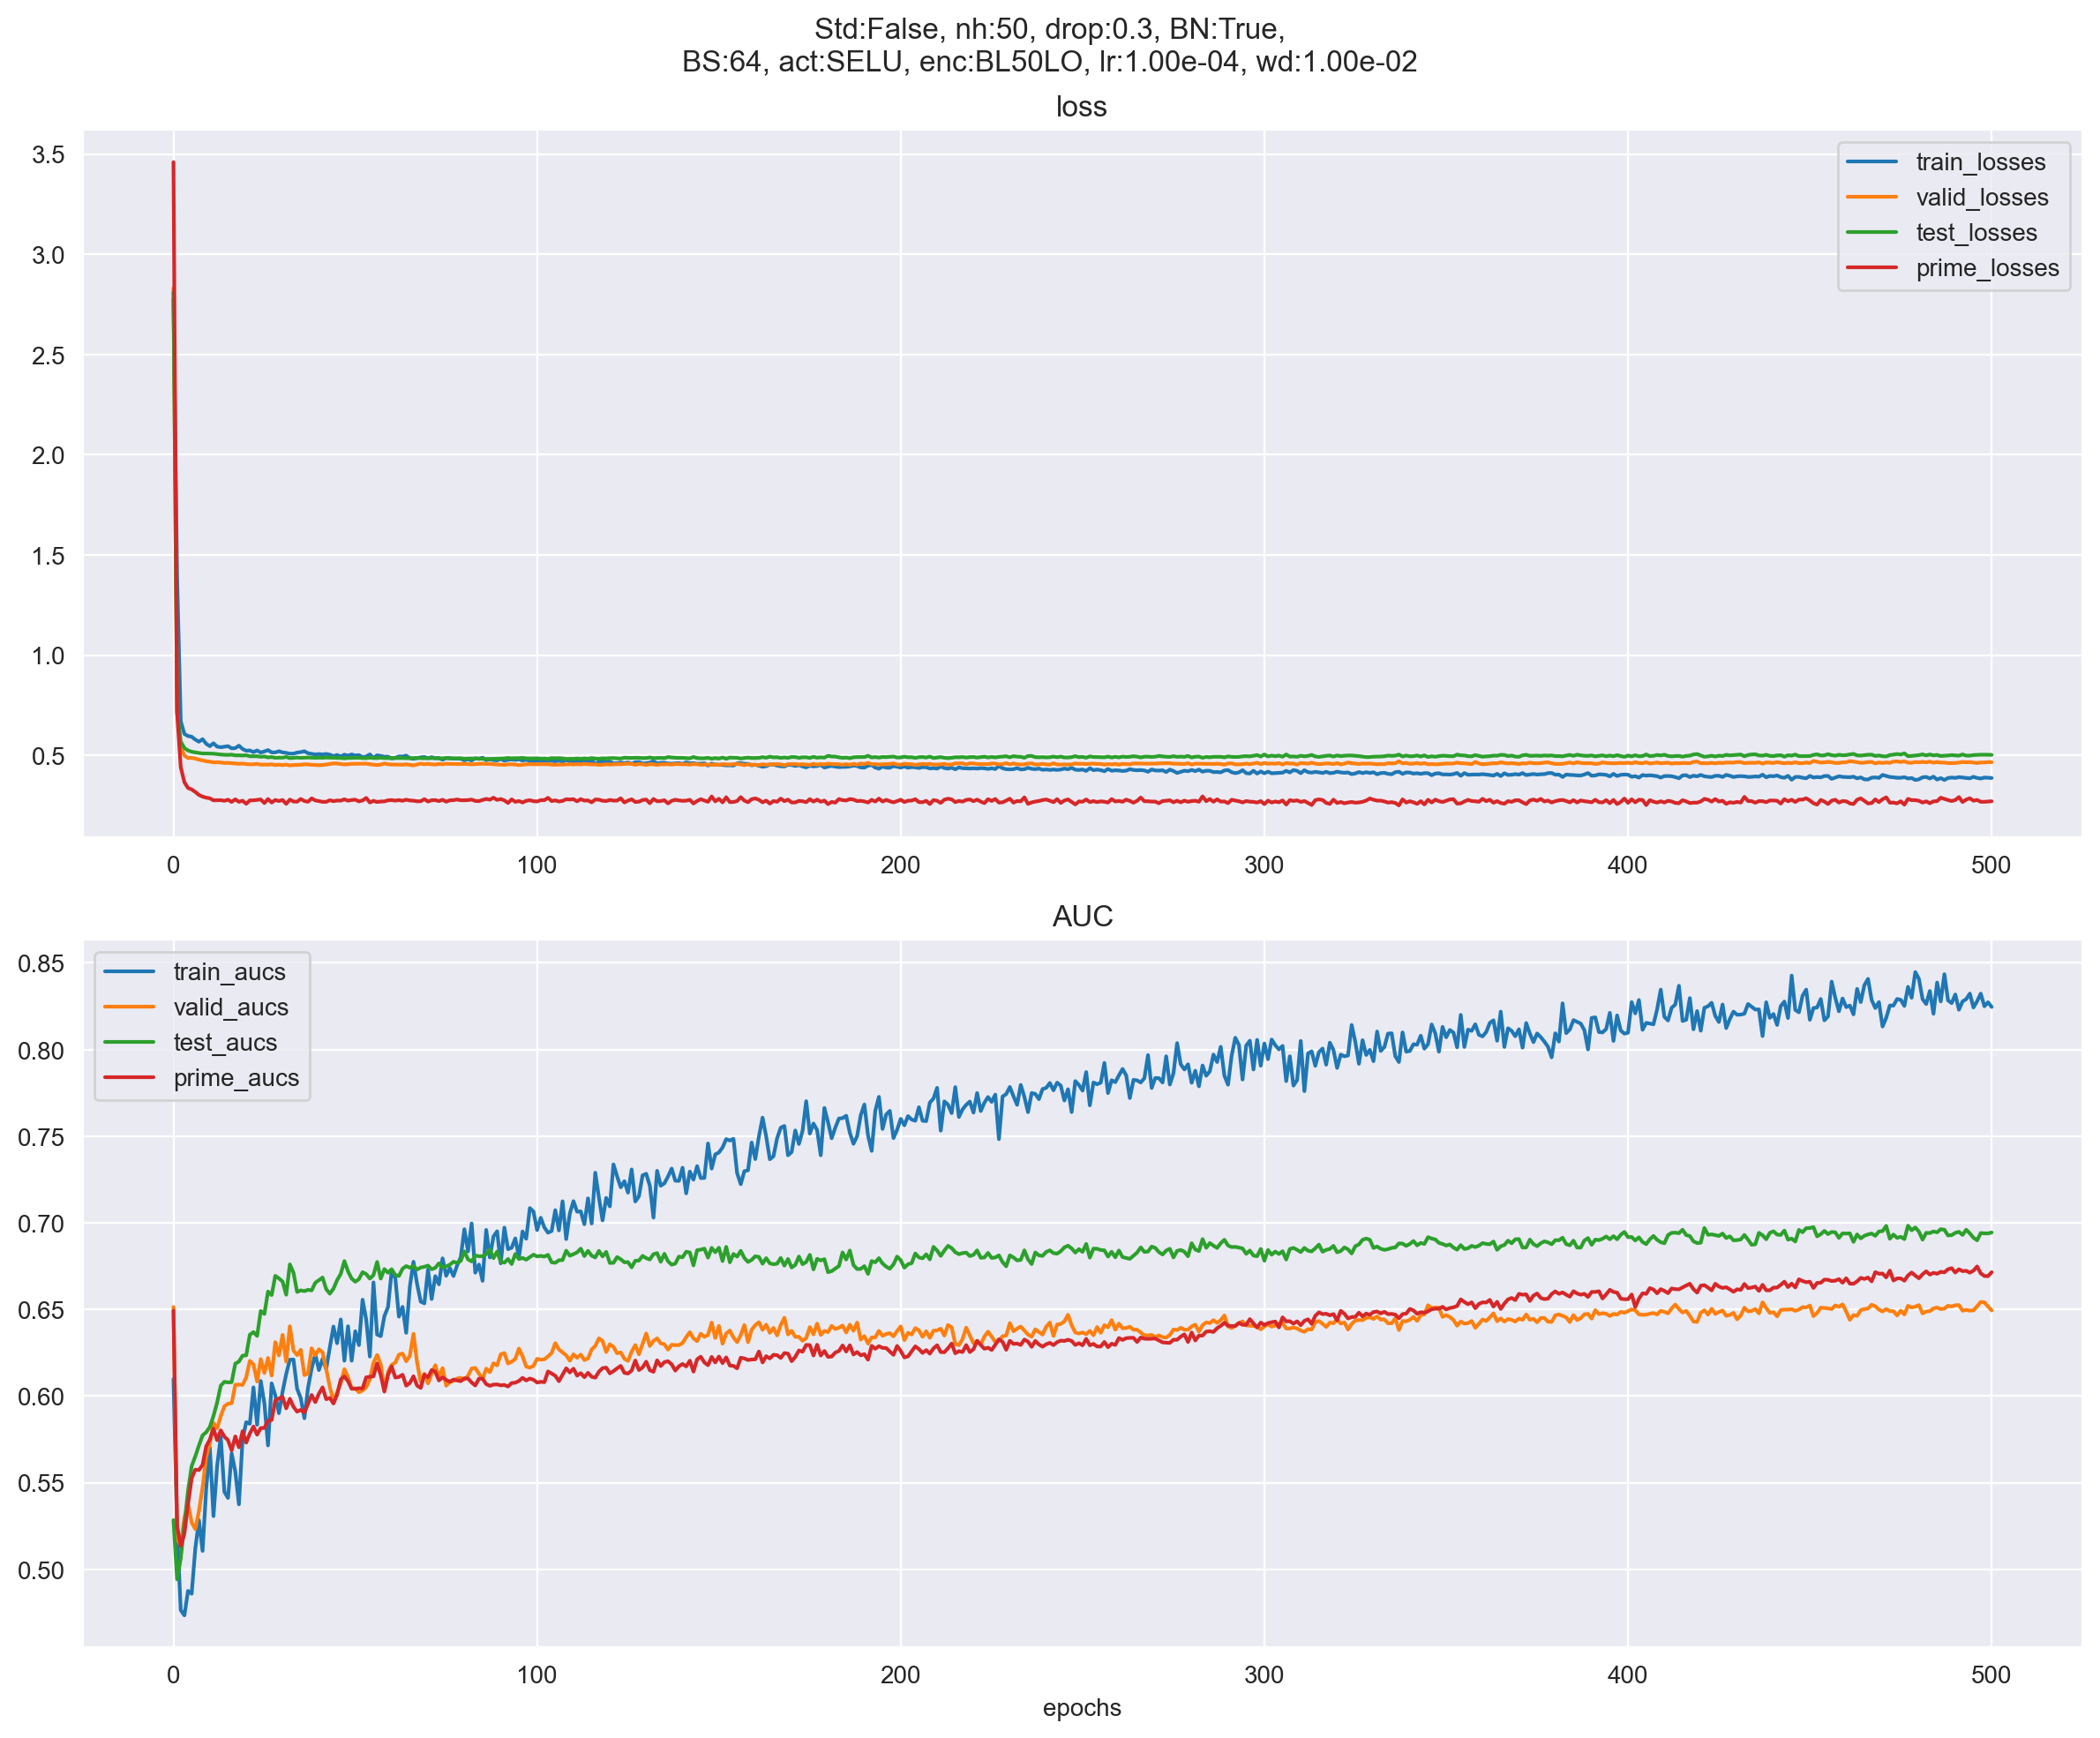 Std:False, nh:50, drop:0.3, BN:True,
BS:64, act:SELU, enc:BL50LO, lr:1.00e-04, wd:1.00e-02
loss
3.5
3.0
2.5
2.0
1.5
1.0
0.5
train_losses
valid_losses
test_losses
prime_losses
0 100 200 300 400 500
AUC
0.85
0.80
0.75
0.70
0.65
0.60
0.55
0.50
train_aucs
valid_aucs
test_aucs
prime_aucs
0 100 200 300 400 500
epochs